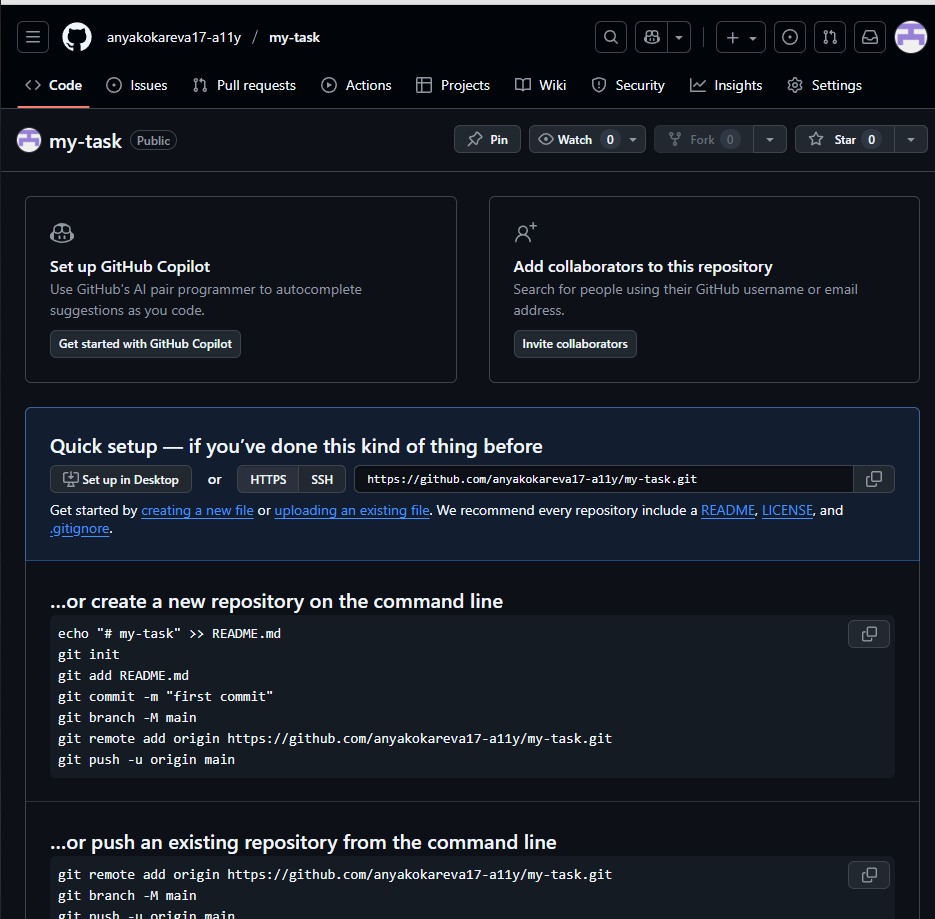 anyakokareva17-a11y / my-task
Code Issues Pull requests Actions Projects Wiki Security Insights Settings
my-task Public Pin Watch 0 Fork 0 Star 0
Set up GitHub Copilot
Use GitHub's AI pair programmer to autocomplete
suggestions as you code.
Get started with GitHub Copilot
Add collaborators to this repository
Search for people using their GitHub username or email
address.
Invite collaborators
Quick setup — if you’ve done this kind of thing before
Set up in Desktop or HTTPS SSH https://github.com/anyakokareva17-a11y/my-task.git
Get started by creating a new file or uploading an existing file. We recommend every repository include a README, LICENSE, and
.gitignore.
…or create a new repository on the command line
echo "# my-task" >> README.md
git init
git add README.md
git commit -m "first commit"
git branch -M main
git remote add origin https://github.com/anyakokareva17-a11y/my-task.git
git push -u origin main
…or push an existing repository from the command line
git remote add origin https://github.com/anyakokareva17-a11y/my-task.git
git branch -M main
git push -u origin main